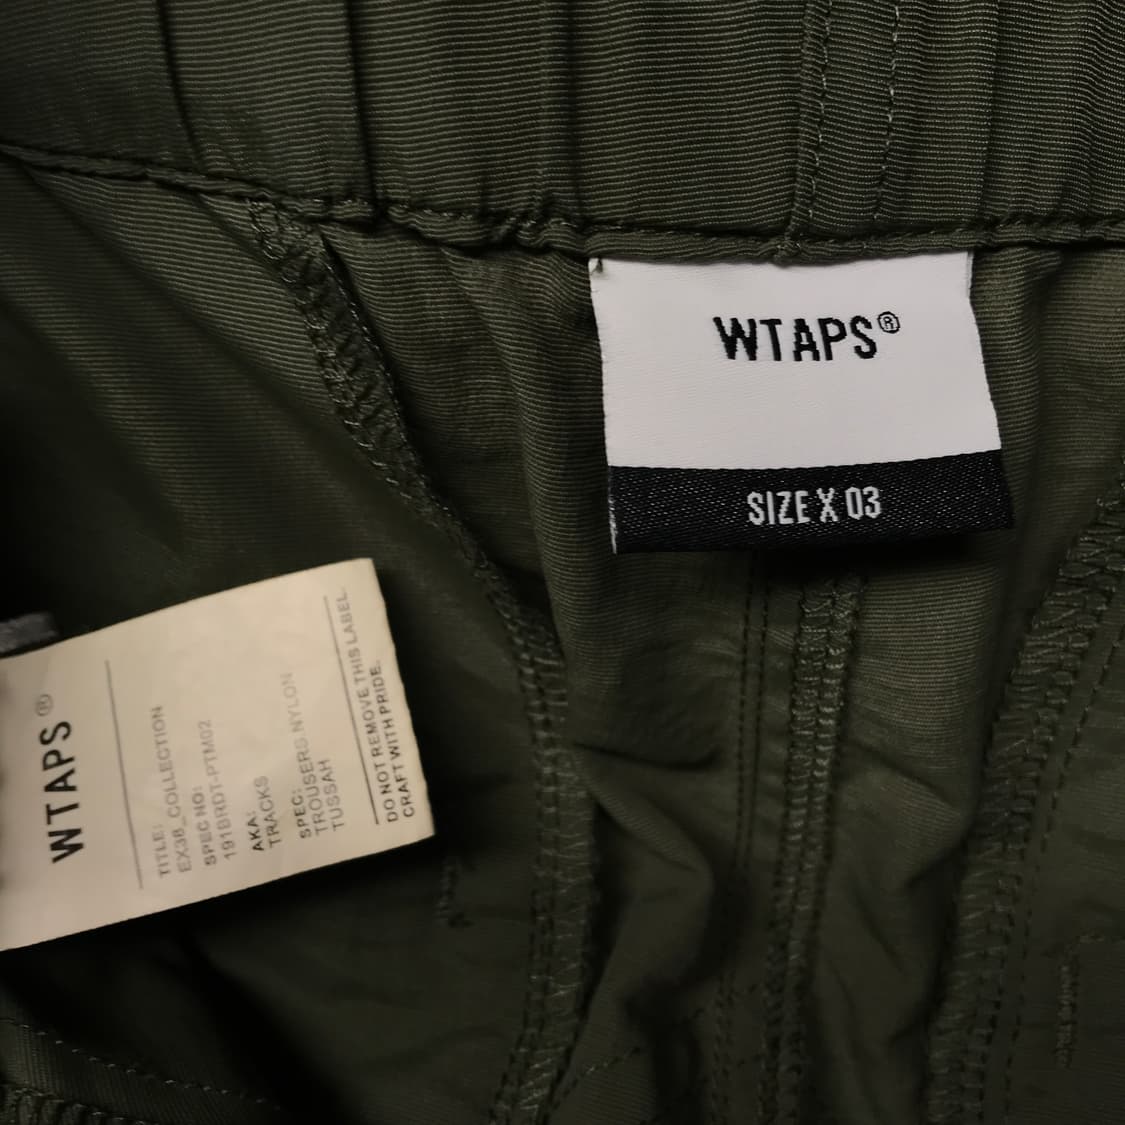 WTAPS®
SIZE X 03
WTAPS®
TITLE:
EX38_COLLECTION
SPEC NO:
191BRDT-PTM02
AKA:
TRACKS
SPEC:
TROUSERS.NYLON
TUSSAH
DO NOT REMOVE THIS LABEL.
CRAFT WITH PRIDE.